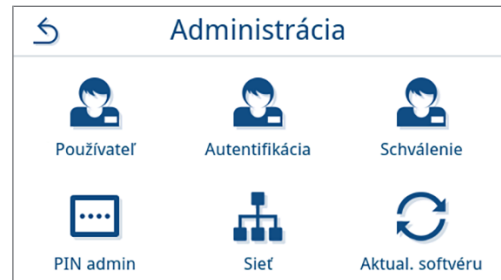 Administrácia
Používateľ
Autentifikácia
Schválenie
PIN admin
Sieť
Aktual. softvéru